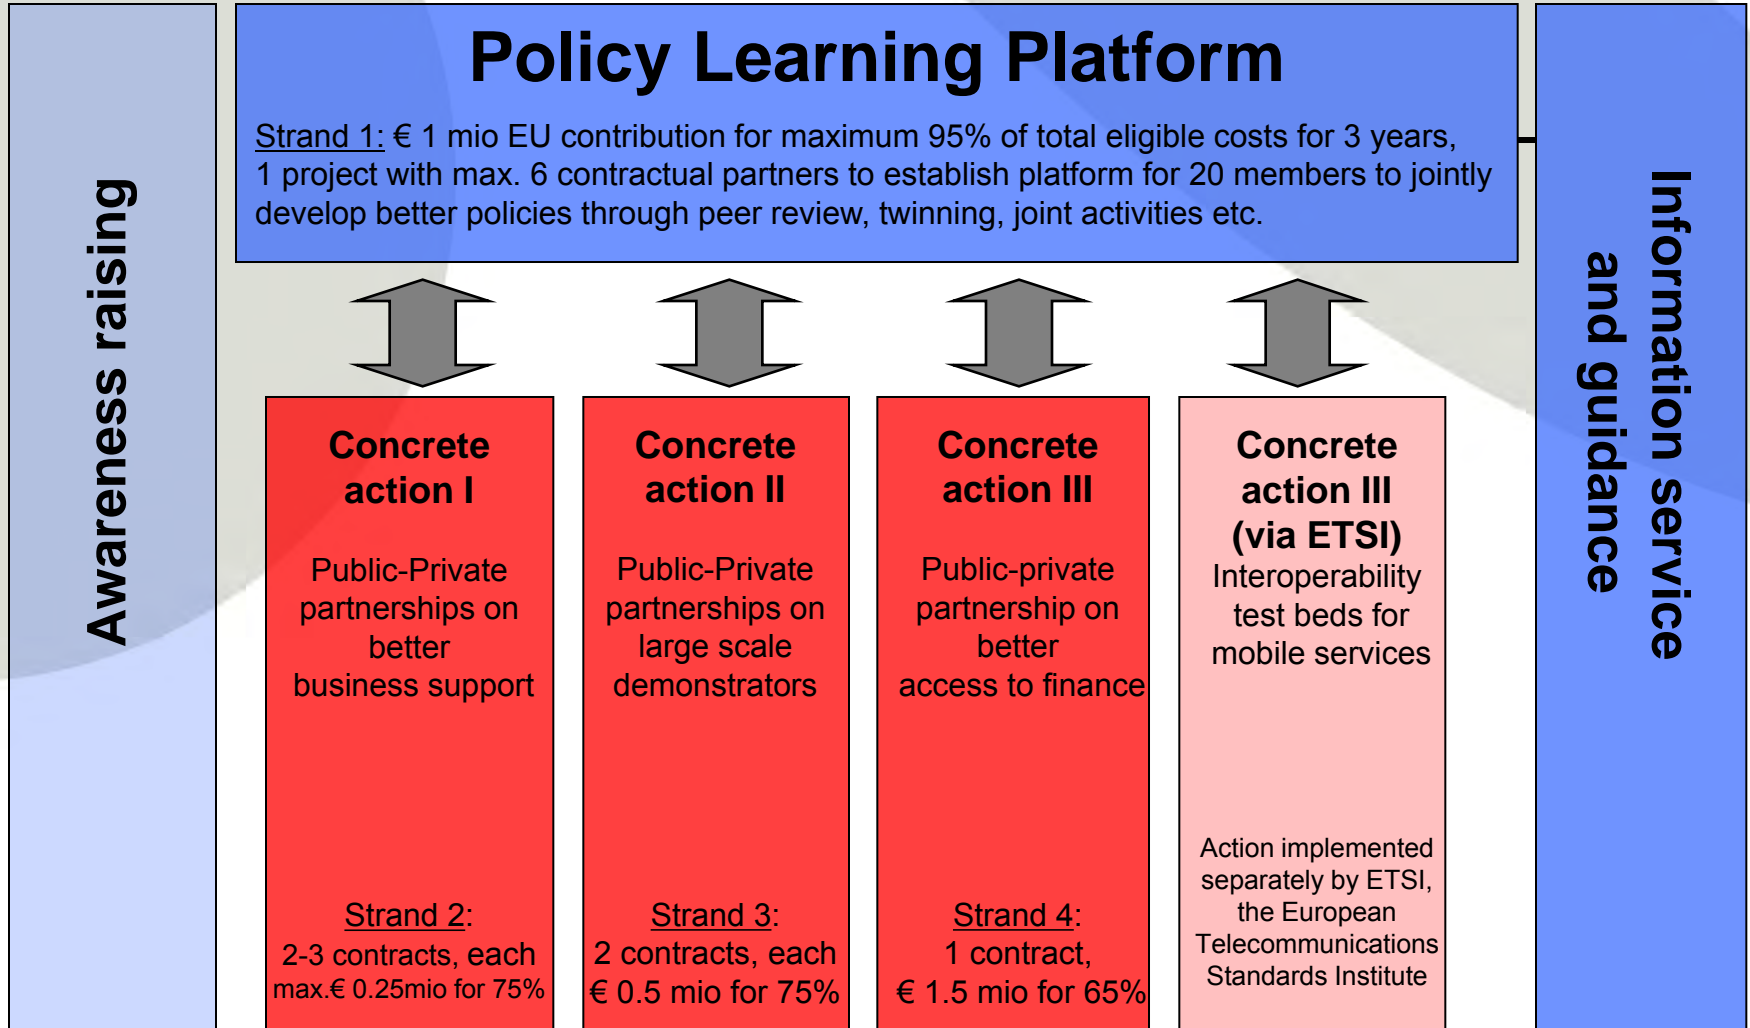 Awareness raising
Policy Learning Platform
Strand 1: € 1 mio EU contribution for maximum 95% of total eligible costs for 3 years,
1 project with max. 6 contractual partners to establish platform for 20 members to jointly
develop better policies through peer review, twinning, joint activities etc.
Concrete
action I
Public-Private
partnerships on
better
business support
Strand 2:
2-3 contracts, each
max.€ 0.25mio for 75%
Concrete
action II
Public-Private
partnerships on
large scale
demonstrators
Strand 3:
2 contracts, each
€ 0.5 mio for 75%
Concrete
action III
Public-private
partnership on
better
access to finance
Strand 4:
1 contract,
€ 1.5 mio for 65%
Concrete
action III
(via ETSI)
Interoperability
test beds for
mobile services
Action implemented
separately by ETSI,
the European
Telecommunications
Standards Institute
Information service
and guidance